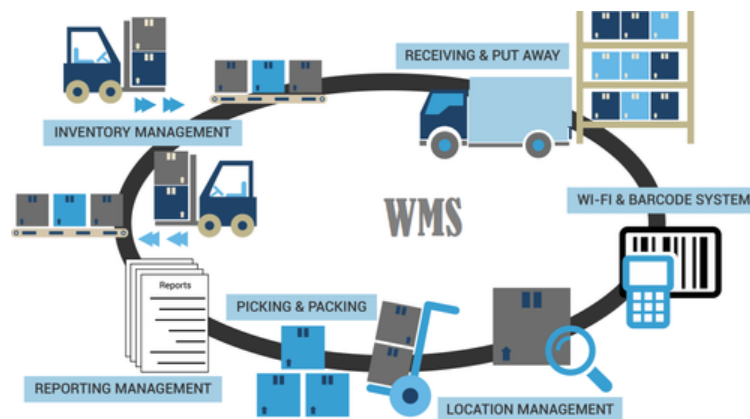 RECEIVING & PUT AWAY
INVENTORY MANAGEMENT
WI-FI & BARCODE SYSTEM
WMS
Reports
PICKING & PACKING
REPORTING MANAGEMENT
LOCATION MANAGEMENT